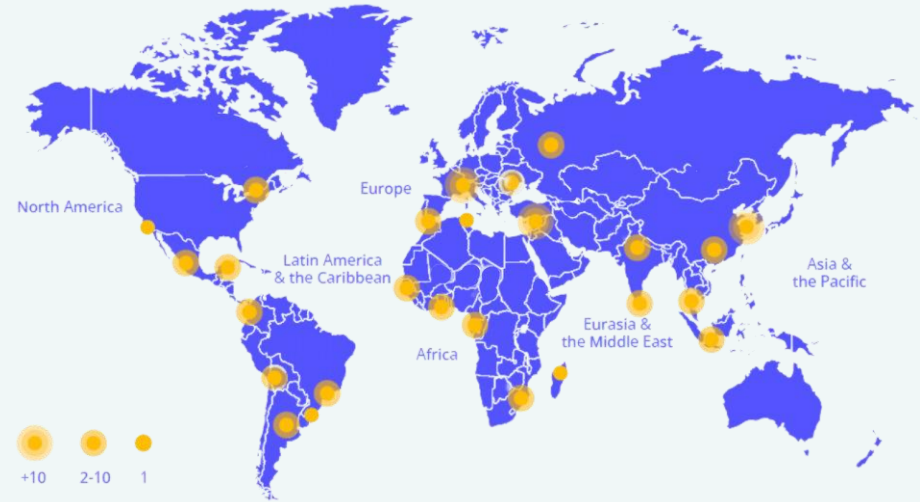 North America
Europe
Latin America
& the Caribbean
Asia &
the Pacific
Eurasia &
the Middle East
Africa
+10
2-10
1